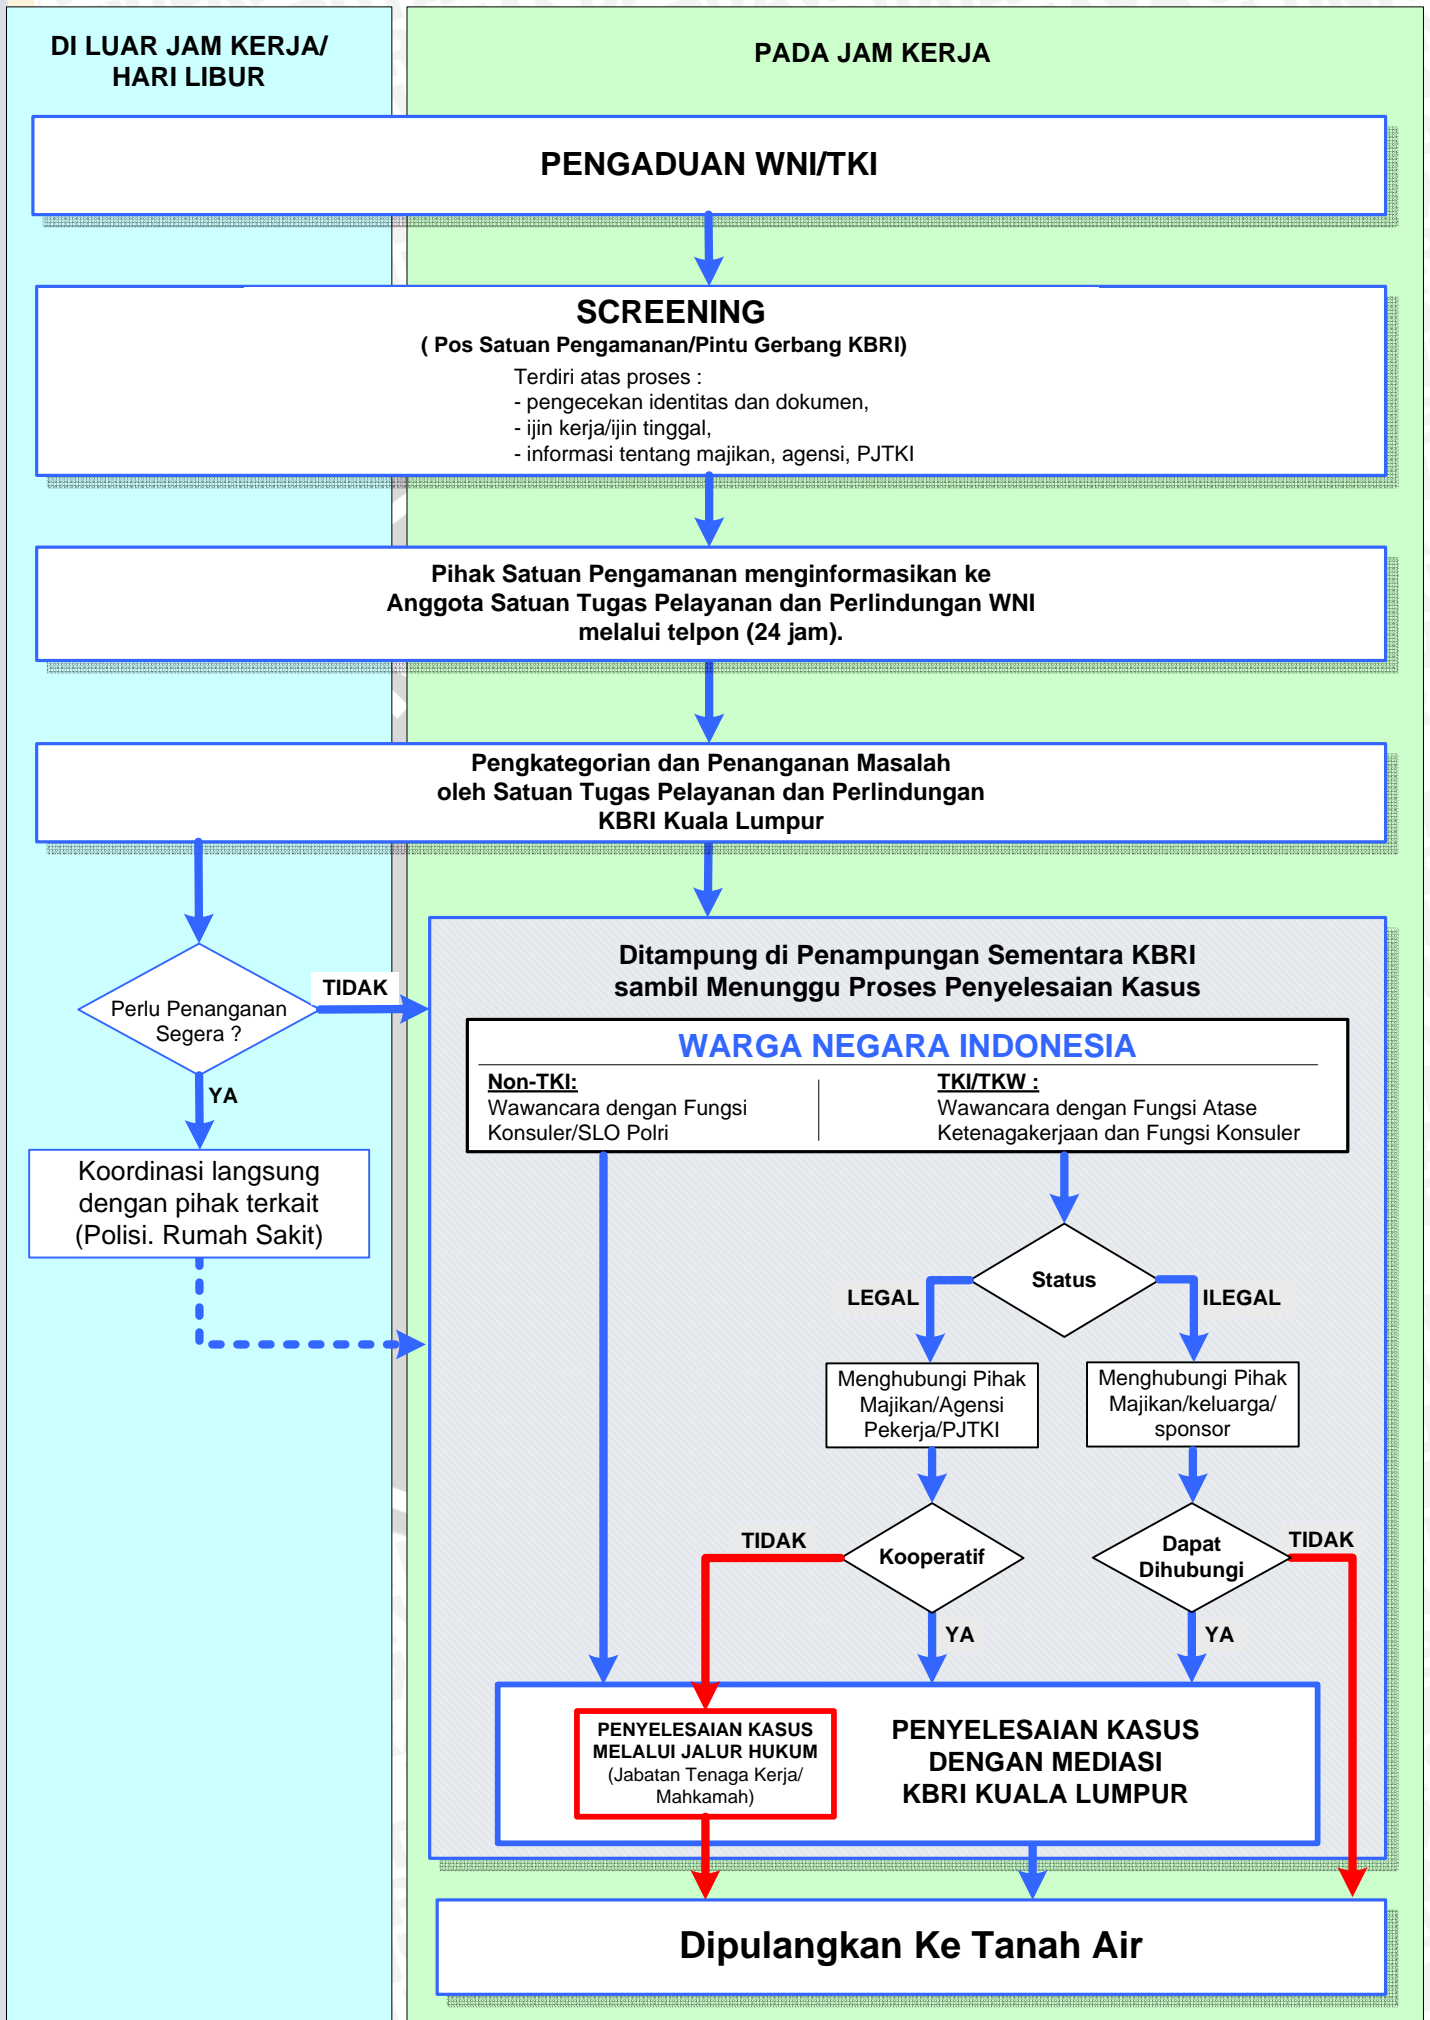 DI LUAR JAM KERJA/
HARI LIBUR
PADA JAM KERJA
PENGADUAN WNI/TKI
SCREENING
( Pos Satuan Pengamanan/Pintu Gerbang KBRI)
Terdiri atas proses :
- pengecekan identitas dan dokumen,
- ijin kerja/ijin tinggal,
- informasi tentang majikan, agensi, PJTKI
Pihak Satuan Pengamanan menginformasikan ke
Anggota Satuan Tugas Pelayanan dan Perlindungan WNI
melalui telpon (24 jam).
Pengkategorian dan Penanganan Masalah
oleh Satuan Tugas Pelayanan dan Perlindungan
KBRI Kuala Lumpur
Perlu Penanganan
Segera ?
TIDAK
YA
Koordinasi langsung
dengan pihak terkait
(Polisi. Rumah Sakit)
Ditampung di Penampungan Sementara KBRI
sambil Menunggu Proses Penyelesaian Kasus
WARGA NEGARA INDONESIA
Non-TKI:
Wawancara dengan Fungsi
Konsuler/SLO Polri
TKI/TKW :
Wawancara dengan Fungsi Atase
Ketenagakerjaan dan Fungsi Konsuler
Status
LEGAL
ILEGAL
Menghubungi Pihak
Majikan/Agensi
Pekerja/PJTKI
Menghubungi Pihak
Majikan/keluarga/
sponsor
TIDAK
Kooperatif
Dapat
Dihubungi
TIDAK
YA
YA
PENYELESAIAN KASUS
MELALUI JALUR HUKUM
(Jabatan Tenaga Kerja/
Mahkamah)
PENYELESAIAN KASUS
DENGAN MEDIASI
KBRI KUALA LUMPUR
Dipulangkan Ke Tanah Air